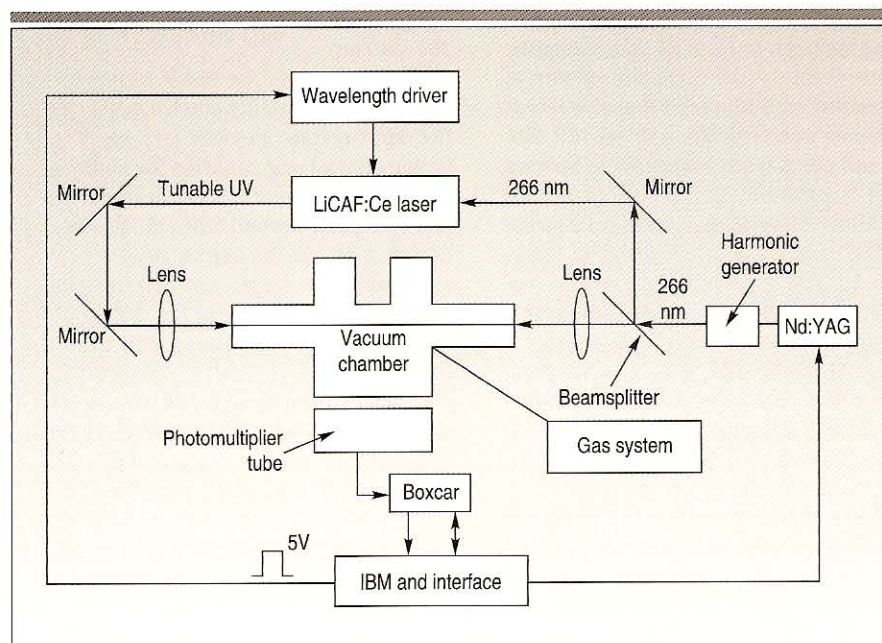 Wavelength driver
Mirror
Tunable UV
LiCAF:Ce laser
266 nm
Mirror
Harmonic
generator
Lens
Lens
266
nm
Nd:YAG
Mirror
Vacuum
chamber
Beamsplitter
Photomultiplier
tube
Gas system
Boxcar
5V
IBM and interface